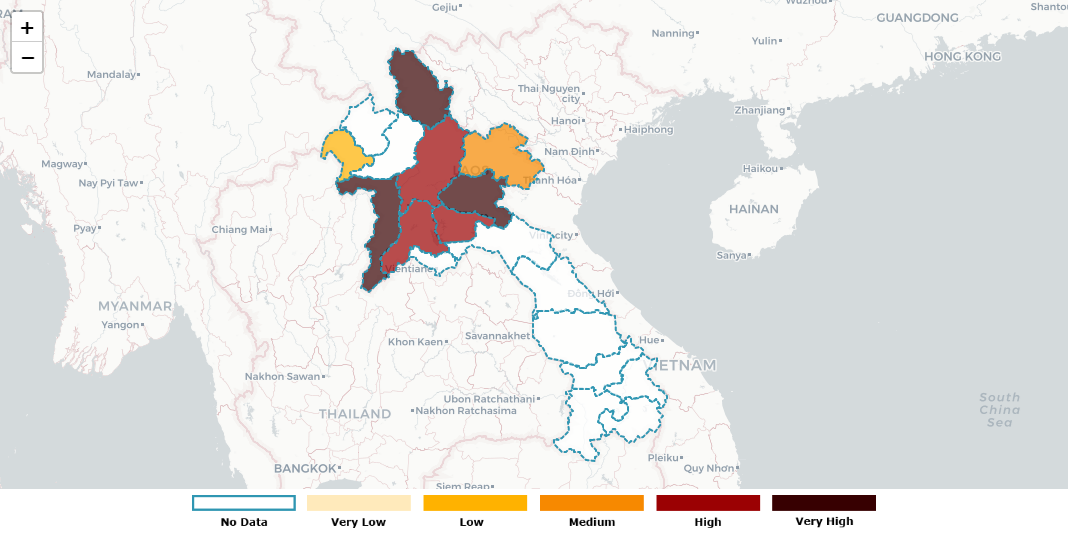 +
−
Gejiu
Wuzhou
GUANGDONG
Shantou
Nanning
Yulin
HONG KONG
Mandalay
Thai Nguyen
city
Zhanjiang
Hanoi
Haiphong
Magway
Nam Định
Haikou
Nay Pyi Taw
LAOS
Thanh Hóa
HAINAN
Pyay
Chiang Mai
Vinh city
Sanya
Vientiane
Đồng Hới
MYANMAR
Yangon
Khon Kaen
Savannakhet
Hue
VIETNAM
Nakhon Sawan
Ubon Ratchathani
South
China
Sea
THAILAND
Nakhon Ratchasima
BANGKOK
Pleiku
Quy Nhơn
Siem Reap
No Data
Very Low
Low
Medium
High
Very High